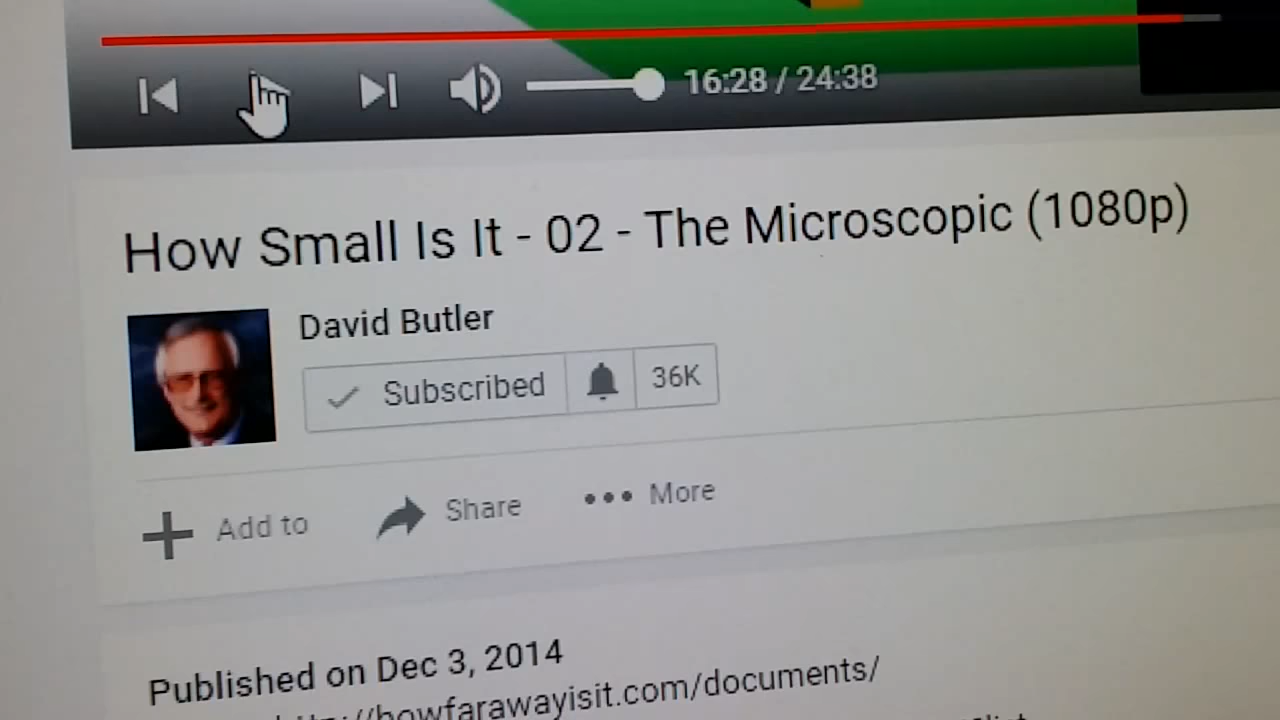 16:28 / 24:38
How Small Is It - 02 - The Microscopic (1080p)
David Butler
Subscribed 36K
Add to Share More
Published on Dec 3, 2014
howfarawayisit.com/documents/